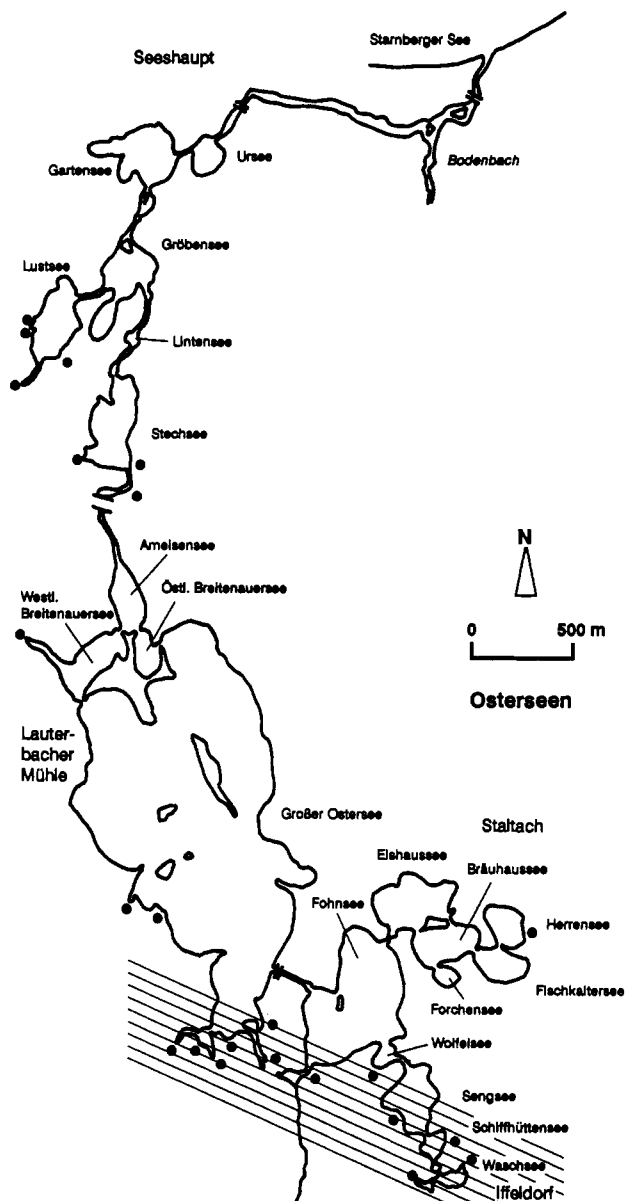 Starnberger See
Seeshaupt
Ursee
Gartensee
Bodenbach
Gröbensee
Lustsee
Lintensee
Stechsee
N
Ameisensee
Östl. Breitenauersee
Westl.
Breitenauersee
0 500 m
Osterseen
Lauter-
bacher
Mühle
Großer Ostersee
Staltach
Eishaussee
Bräuhaussee
Fohnsee
Herrensee
Fischkaltersee
Forchensee
Wolfelsee
Sengsee
Schiffhüttensee
Waschsee
Iffeldorf